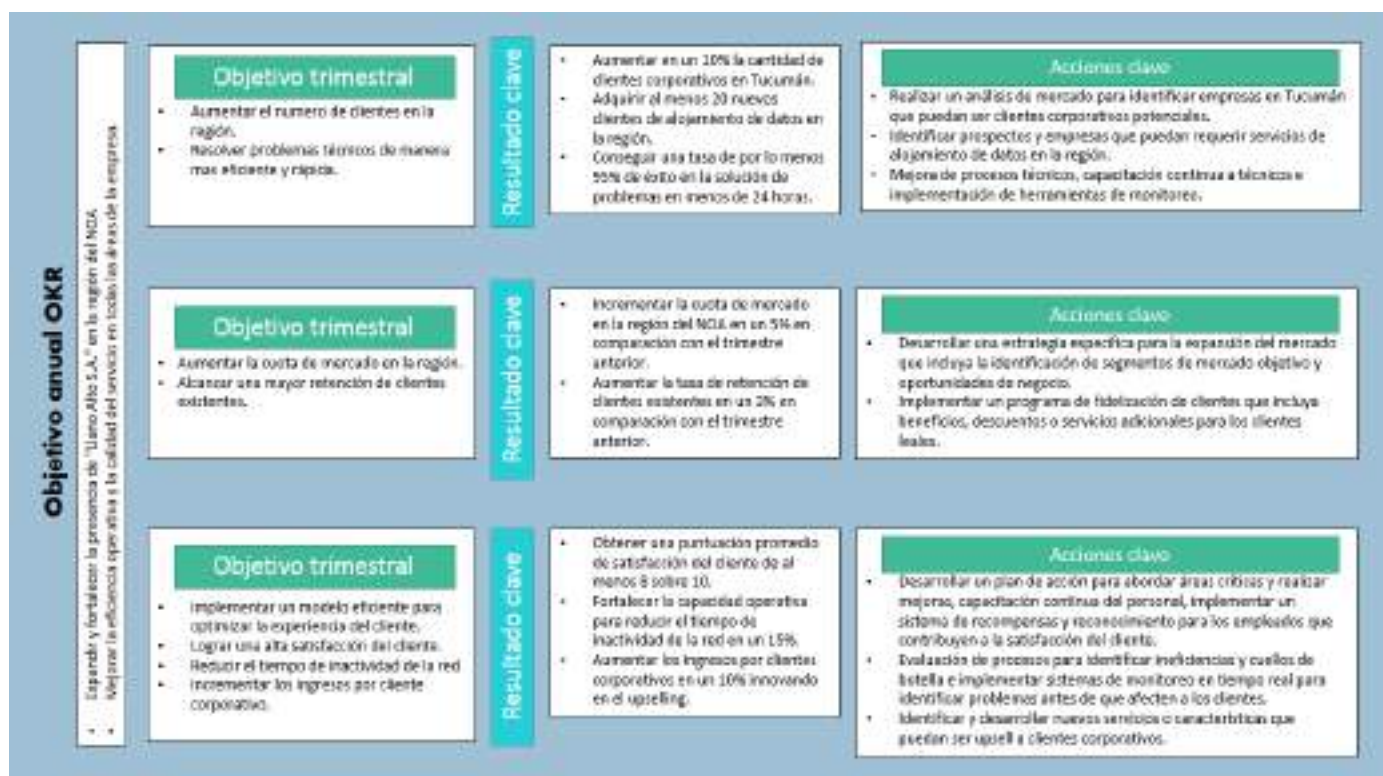 Objetivo anual OKR
• Expandir y fortalecer la presencia de "Llano Alto S.A." en la región del NOA
• Mejorar la eficiencia operativa y la calidad del servicio en todas las áreas de la empresa.
Objetivo trimestral
• Aumentar el numero de clientes en la
región.
• Resolver problemas técnicos de manera
mas eficiente y rápida.
Resultado clave
• Aumentar en un 10% la cantidad de
clientes corporativos en Tucumán.
• Adquirir al menos 20 nuevos
clientes de alojamiento de datos en
la región.
• Conseguir una tasa de por lo menos
de éxito en la solución de
problemas en menos de 24 horas.
Acciones clave
- Realizar un análisis de mercado para identificar empresas en Tucumán
que puedan ser clientes corporativos potenciales.
- Identificar prospectos y empresas que puedan requerir servicios de
alojamiento de datos en la región.
- Mejora de procesos técnicos, capacitación continua a técnicos e
implementación de herramientas de monitoreo.
Objetivo trimestral
• Aumentar la cuota de mercado en la región.
• Alcanzar una mayor retención de clientes
existentes.
Resultado clave
• Incrementar la cuota de mercado
en la región del NOA en un 5% en
comparación con el trimestre
anterior.
• Aumentar la tasa de retención de
clientes existentes en un en
comparación con el trimestre
anterior.
Acciones clave
• Desarrollar una estrategia específica para la expansión del mercado
que incluya la identificación de segmentos de mercado objetivo y
oportunidades de negocio.
• Implementar un programa de fidelización de clientes que incluya
beneficios, descuentos o servicios adicionales para los clientes
leales.
Objetivo trimestral
• Implementar un modelo eficiente para
optimizar la experiencia del cliente.
• Lograr una alta satisfacción del cliente.
• Reducir el tiempo de inactividad de la red
• Incrementar los ingresos por cliente
corporativo.
Resultado clave
• Obtener una puntuación promedio
de satisfacción del cliente de al
menos 8 sobre 10.
• Fortalecer la capacidad operativa
para reducir el tiempo de
inactividad de la red en un 15%.
• Aumentar los ingresos por clientes
corporativos en un 10% innovando
en el upselling.
Acciones clave
• Desarrollar un plan de acción para abordar áreas críticas y realizar
mejoras, capacitación continua del personal, implementar un
sistema de recompensas y reconocimiento para los empleados que
contribuyen a la satisfacción del cliente.
• Evaluación de procesos para identificar ineficiencias y cuellos de
botella e implementar sistemas de monitoreo en tiempo real para
identificar problemas antes de que afecten a los clientes.
• Identificar y desarrollar nuevos servicios o características que
puedan ser upsell a clientes corporativos.